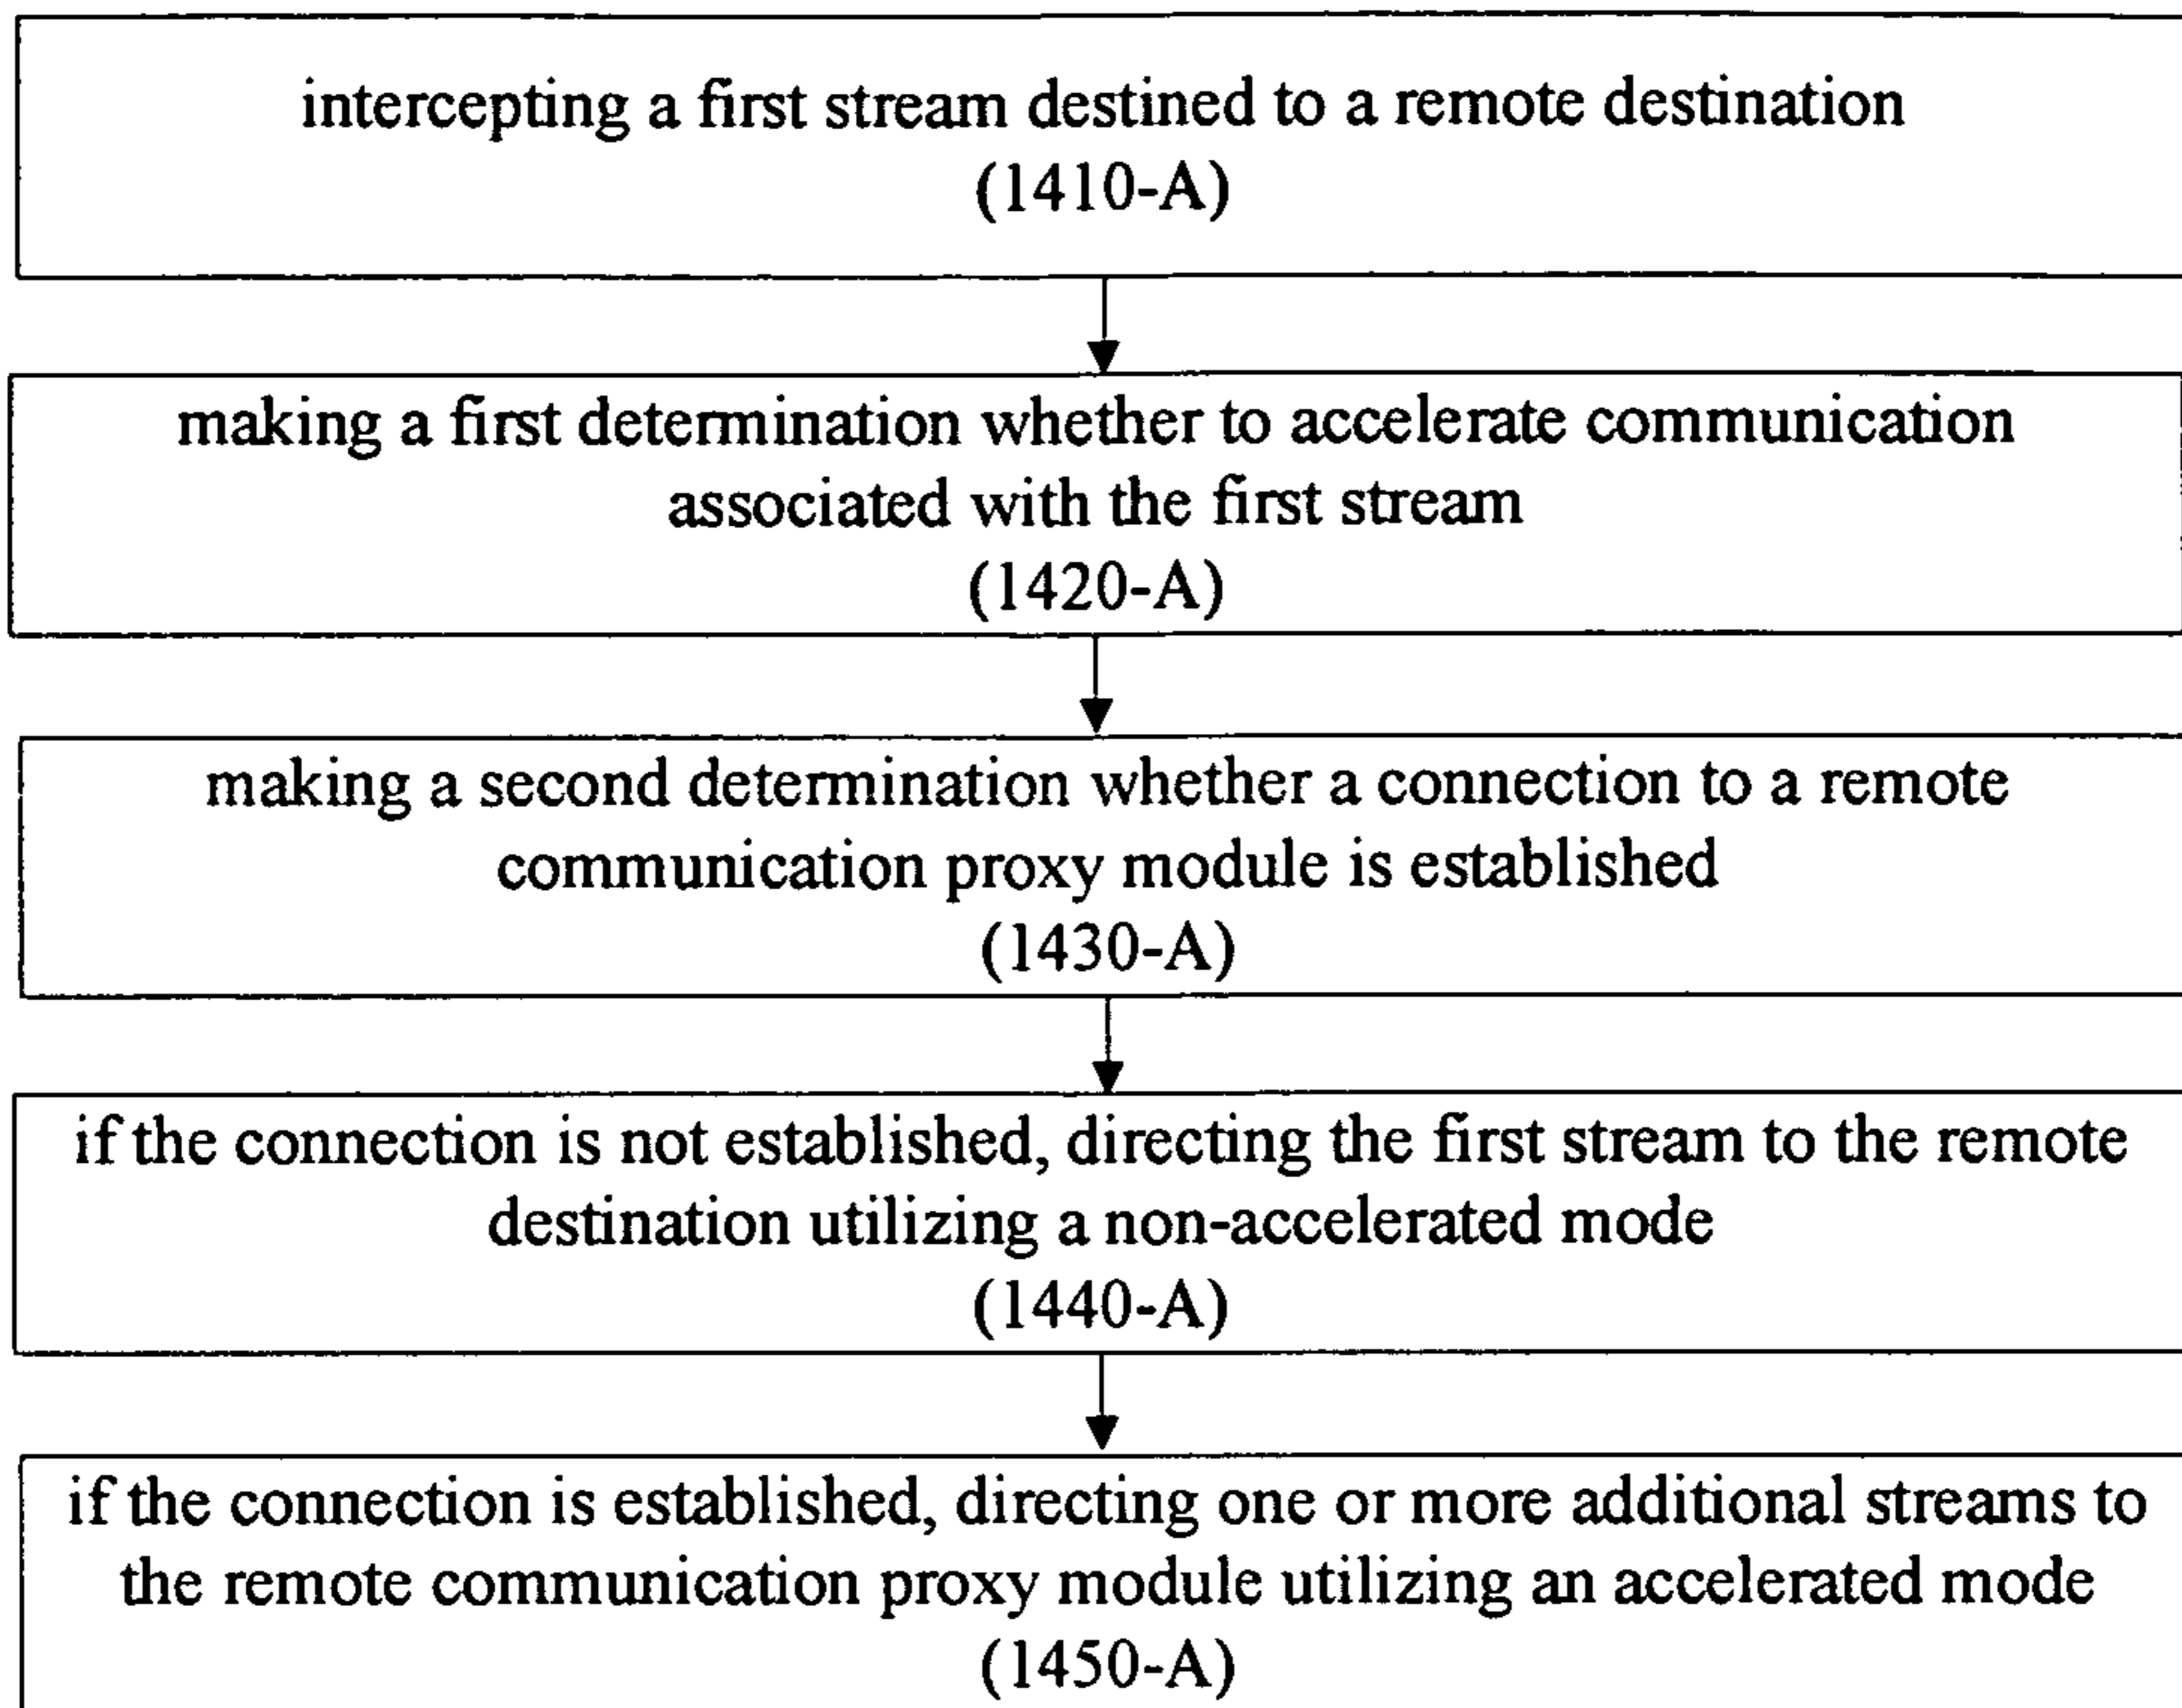 intercepting a first stream destined to a remote destination
(1410-A)
making a first determination whether to accelerate communication
associated with the first stream
(1420-A)
making a second determination whether a connection to a remote
communication proxy module is established
(1430-A)
if the connection is not established, directing the first stream to the remote
destination utilizing a non-accelerated mode
(1440-A)
if the connection is established, directing one or more additional streams to
the remote communication proxy module utilizing an accelerated mode
(1450-A)